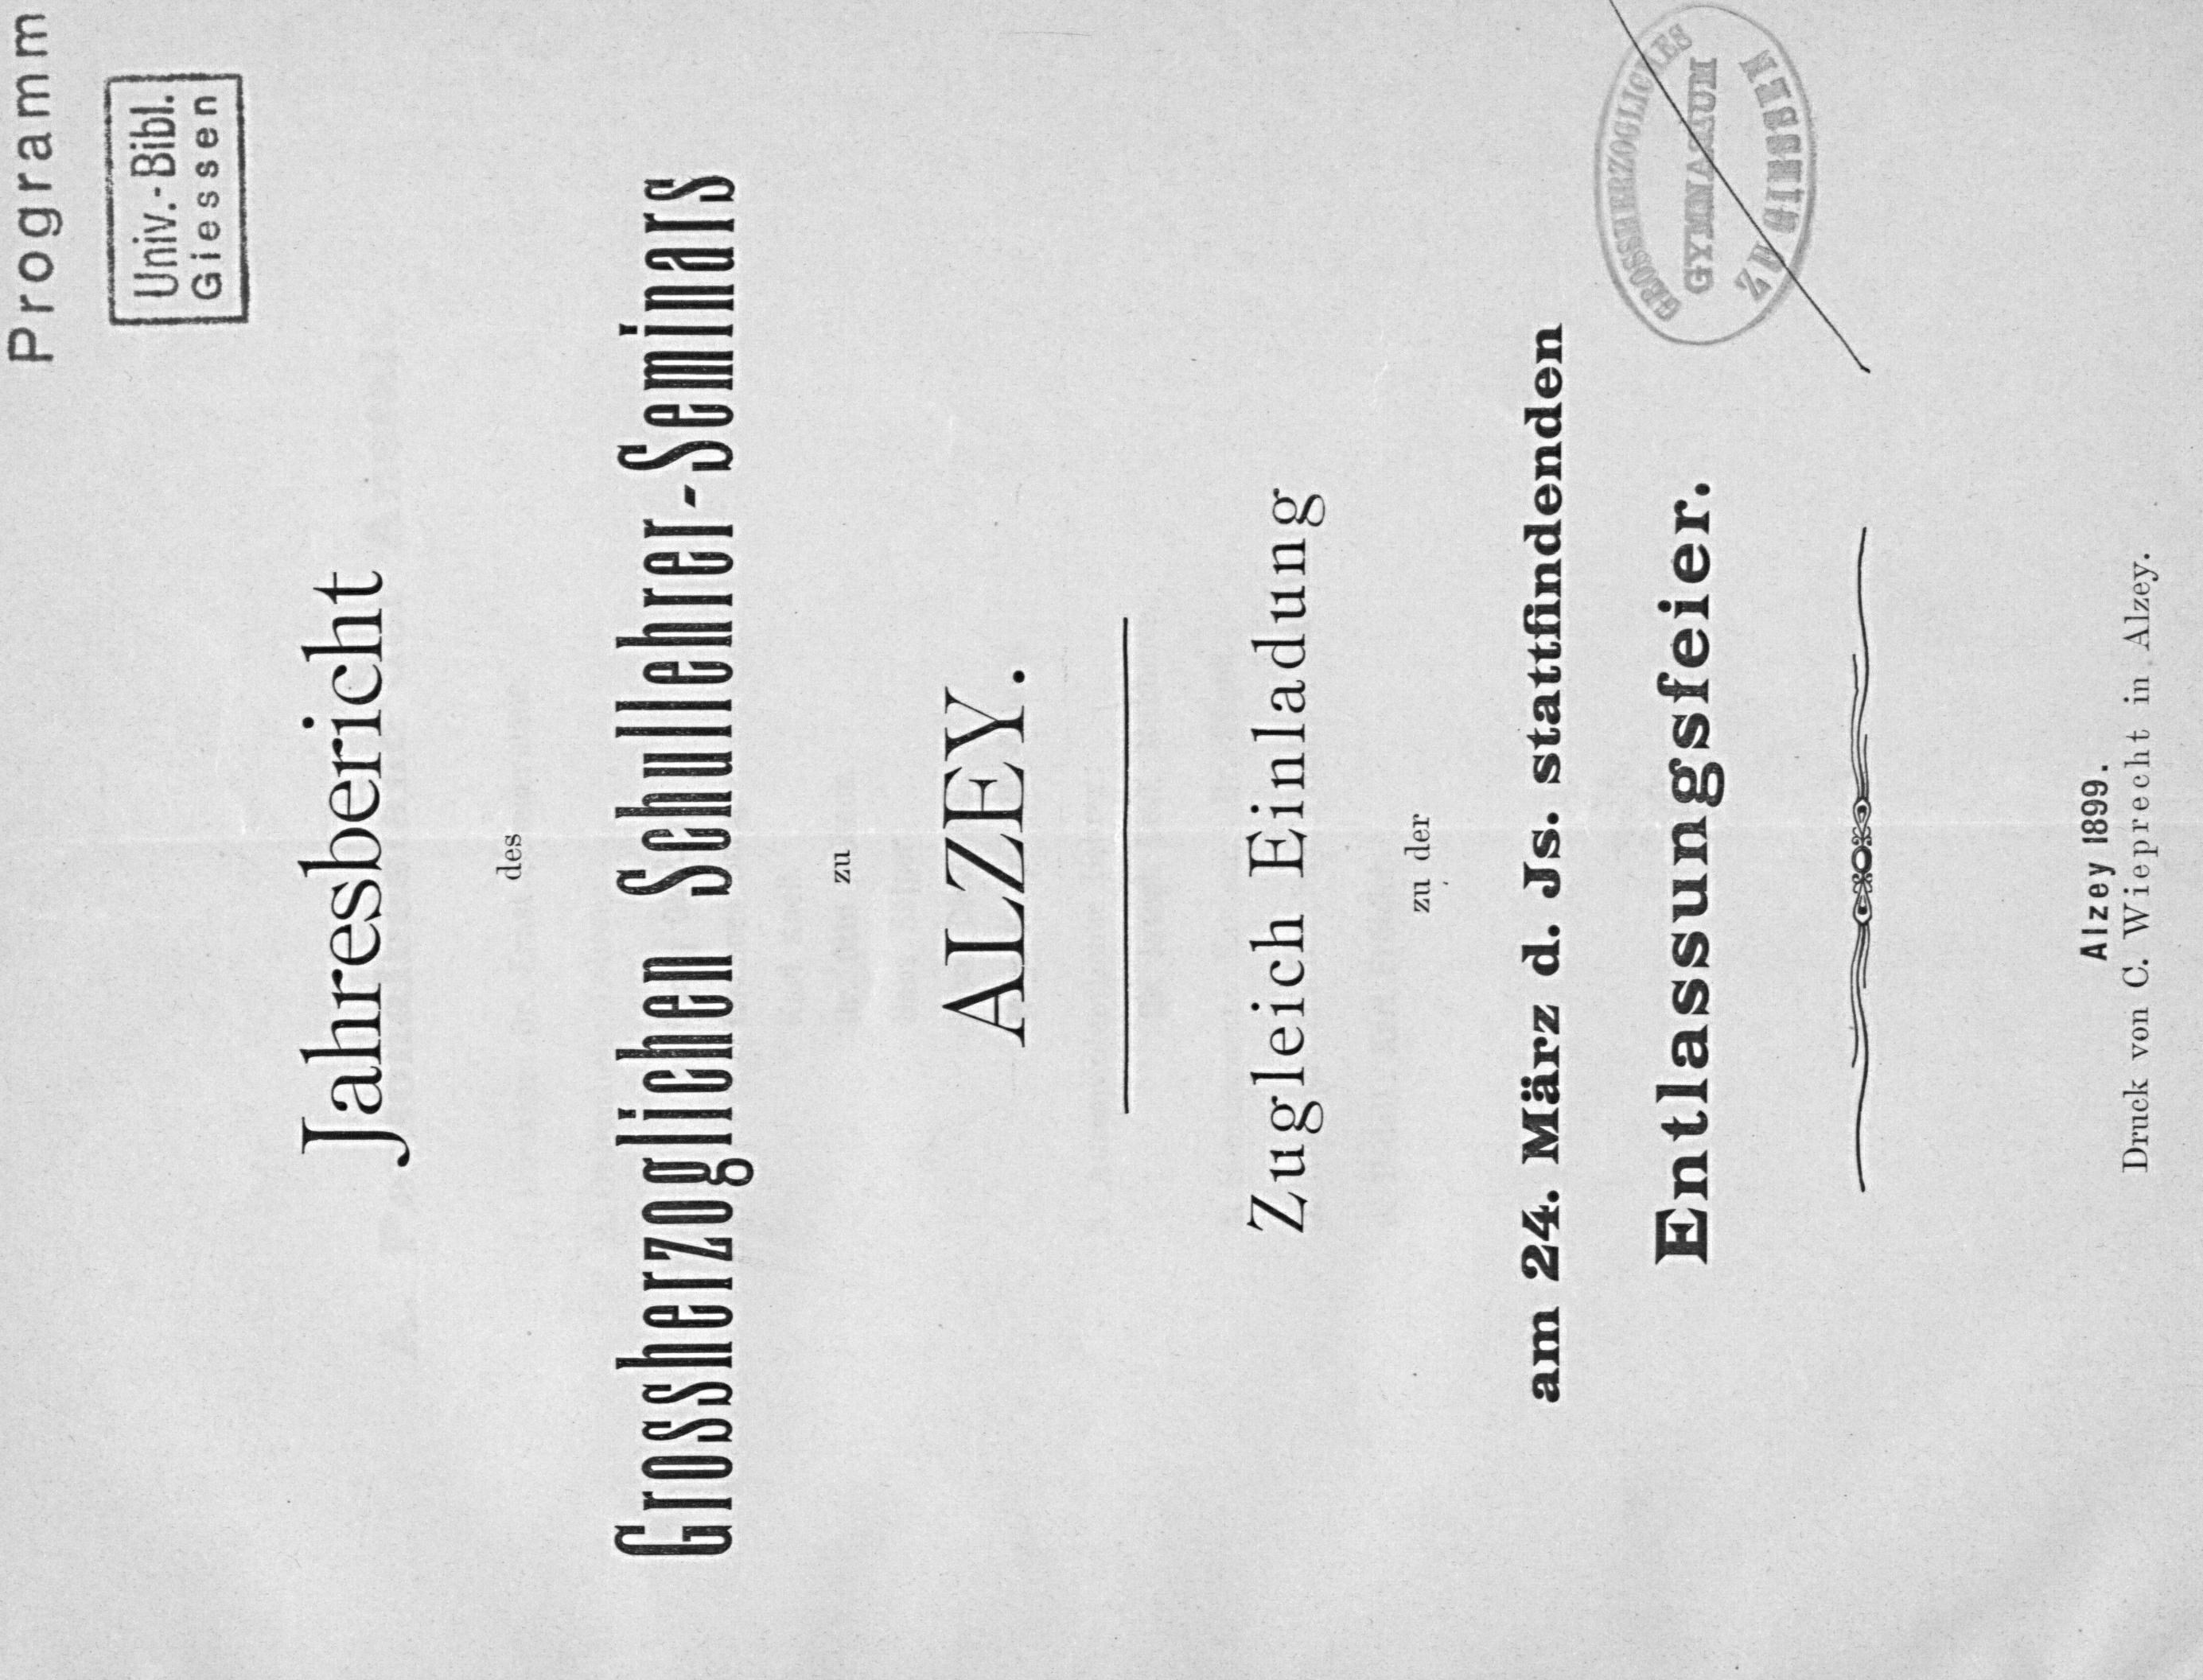 Programm
Univ.-Bibl.
Giessen
Jahresbericht
des
Grossherzoglichen Schullehrer-Seminars
zu
ALZEY.
Zugleich Einladung
zu der
am 24. März d. Js. stattfindenden
Entlassungsfeier.
GROSSHERZOGLICHES
GYMNASIUM
ZU GIESSEN
Alzey 1899.
Druck von C. Wieprecht in Alzey.